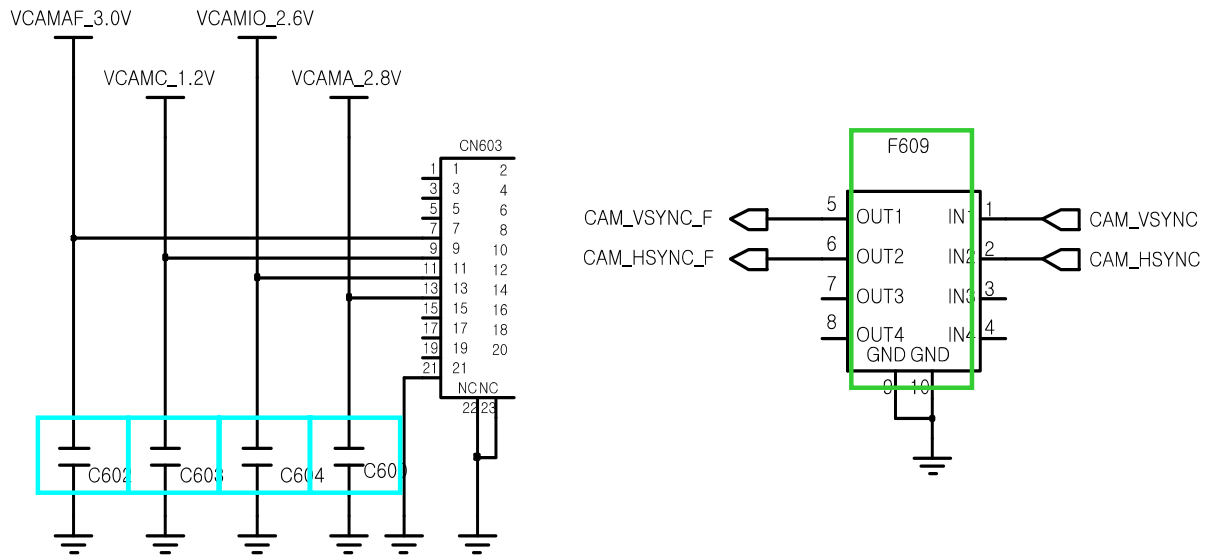 VCAMAF_3.0V
VCAMIO_2.6V
VCAMC_1.2V
VCAMA_2.8V
CN603
1 1 2
3 3 4
5 5 6
7 7 8
9 9 10
11 11 12
13 13 14
15 15 16
17 17 18
19 19 20
21 21
NC NC
22 23
C602
C603
C604
F609
CAM_VSYNC_F 5 OUT1 IN1 1 CAM_VSYNC
CAM_HSYNC_F 6 OUT2 IN2 2 CAM_HSYNC
7 OUT3 IN3 3
8 OUT4 IN4 4
GND GND
9 10